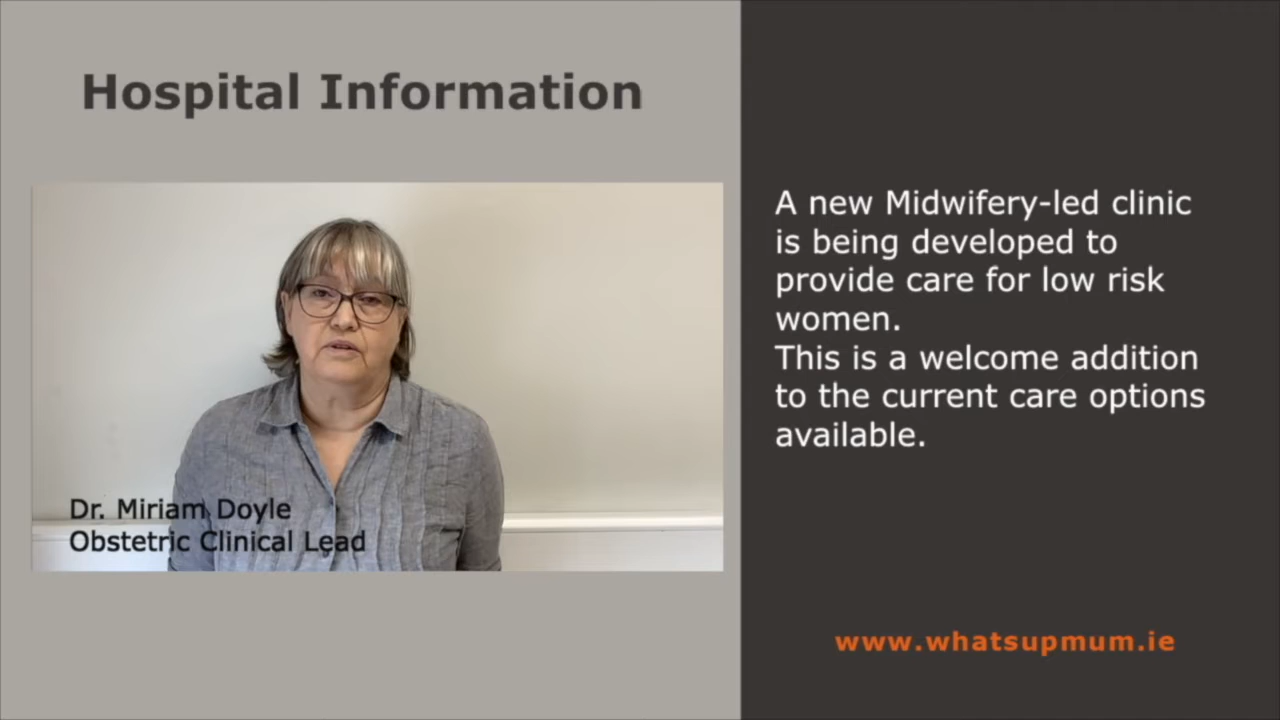 Hospital Information
Dr. Miriam Doyle
Obstetric Clinical Lead
A new Midwifery-led clinic
is being developed to
provide care for low risk
women.
This is a welcome addition
to the current care options
available.
www.whatsupmum.ie